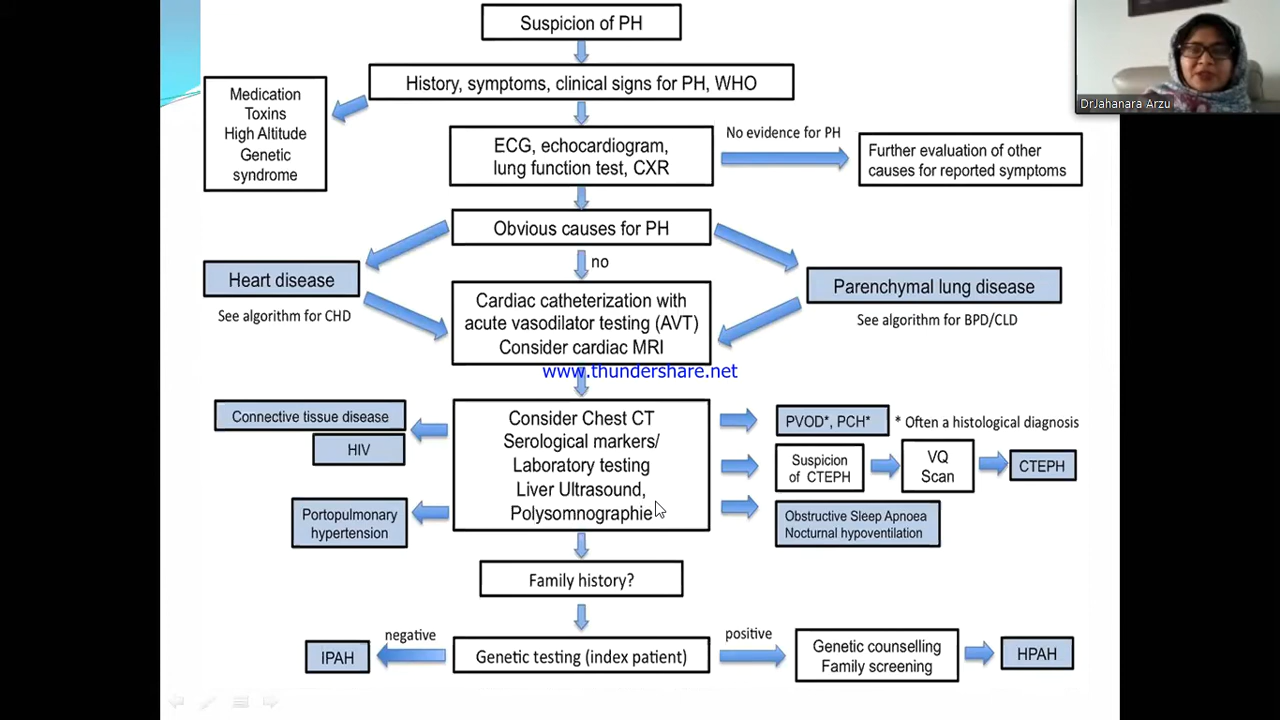 Suspicion of PH
History, symptoms, clinical signs for PH, WHO
Medication
Toxins
High Altitude
Genetic
syndrome
ECG, echocardiogram,
lung function test, CXR
No evidence for PH
Further evaluation of other
causes for reported symptoms
Obvious causes for PH
no
Heart disease
See algorithm for CHD
Parenchymal lung disease
See algorithm for BPD/CLD
Cardiac catheterization with
acute vasodilator testing (AVT)
Consider cardiac MRI
www.thundershare.net
Consider Chest CT
Serological markers/
Laboratory testing
Liver Ultrasound,
Polysomnographie
Connective tissue disease
HIV
Portopulmonary
hypertension
PVOD*, PCH*
* Often a histological diagnosis
Suspicion
of CTEPH
VQ
Scan
CTEPH
Obstructive Sleep Apnoea
Nocturnal hypoventilation
Family history?
Genetic testing (index patient)
negative
IPAH
positive
Genetic counselling
Family screening
HPAH
DrJahanara Arzu